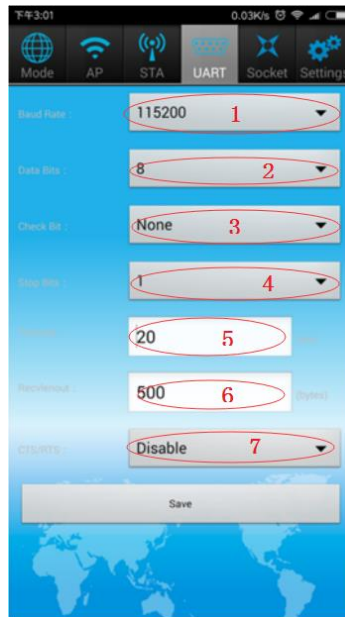 下午3:01 0.03K/s
Mode AP STA UART Socket Settings
Baud Rate : 115200 1
Data Bits : 8 2
Check Bit : None 3
Stop Bits : 1 4
20 5
500 6 (bytes)
CTS/RTS : Disable 7
Save